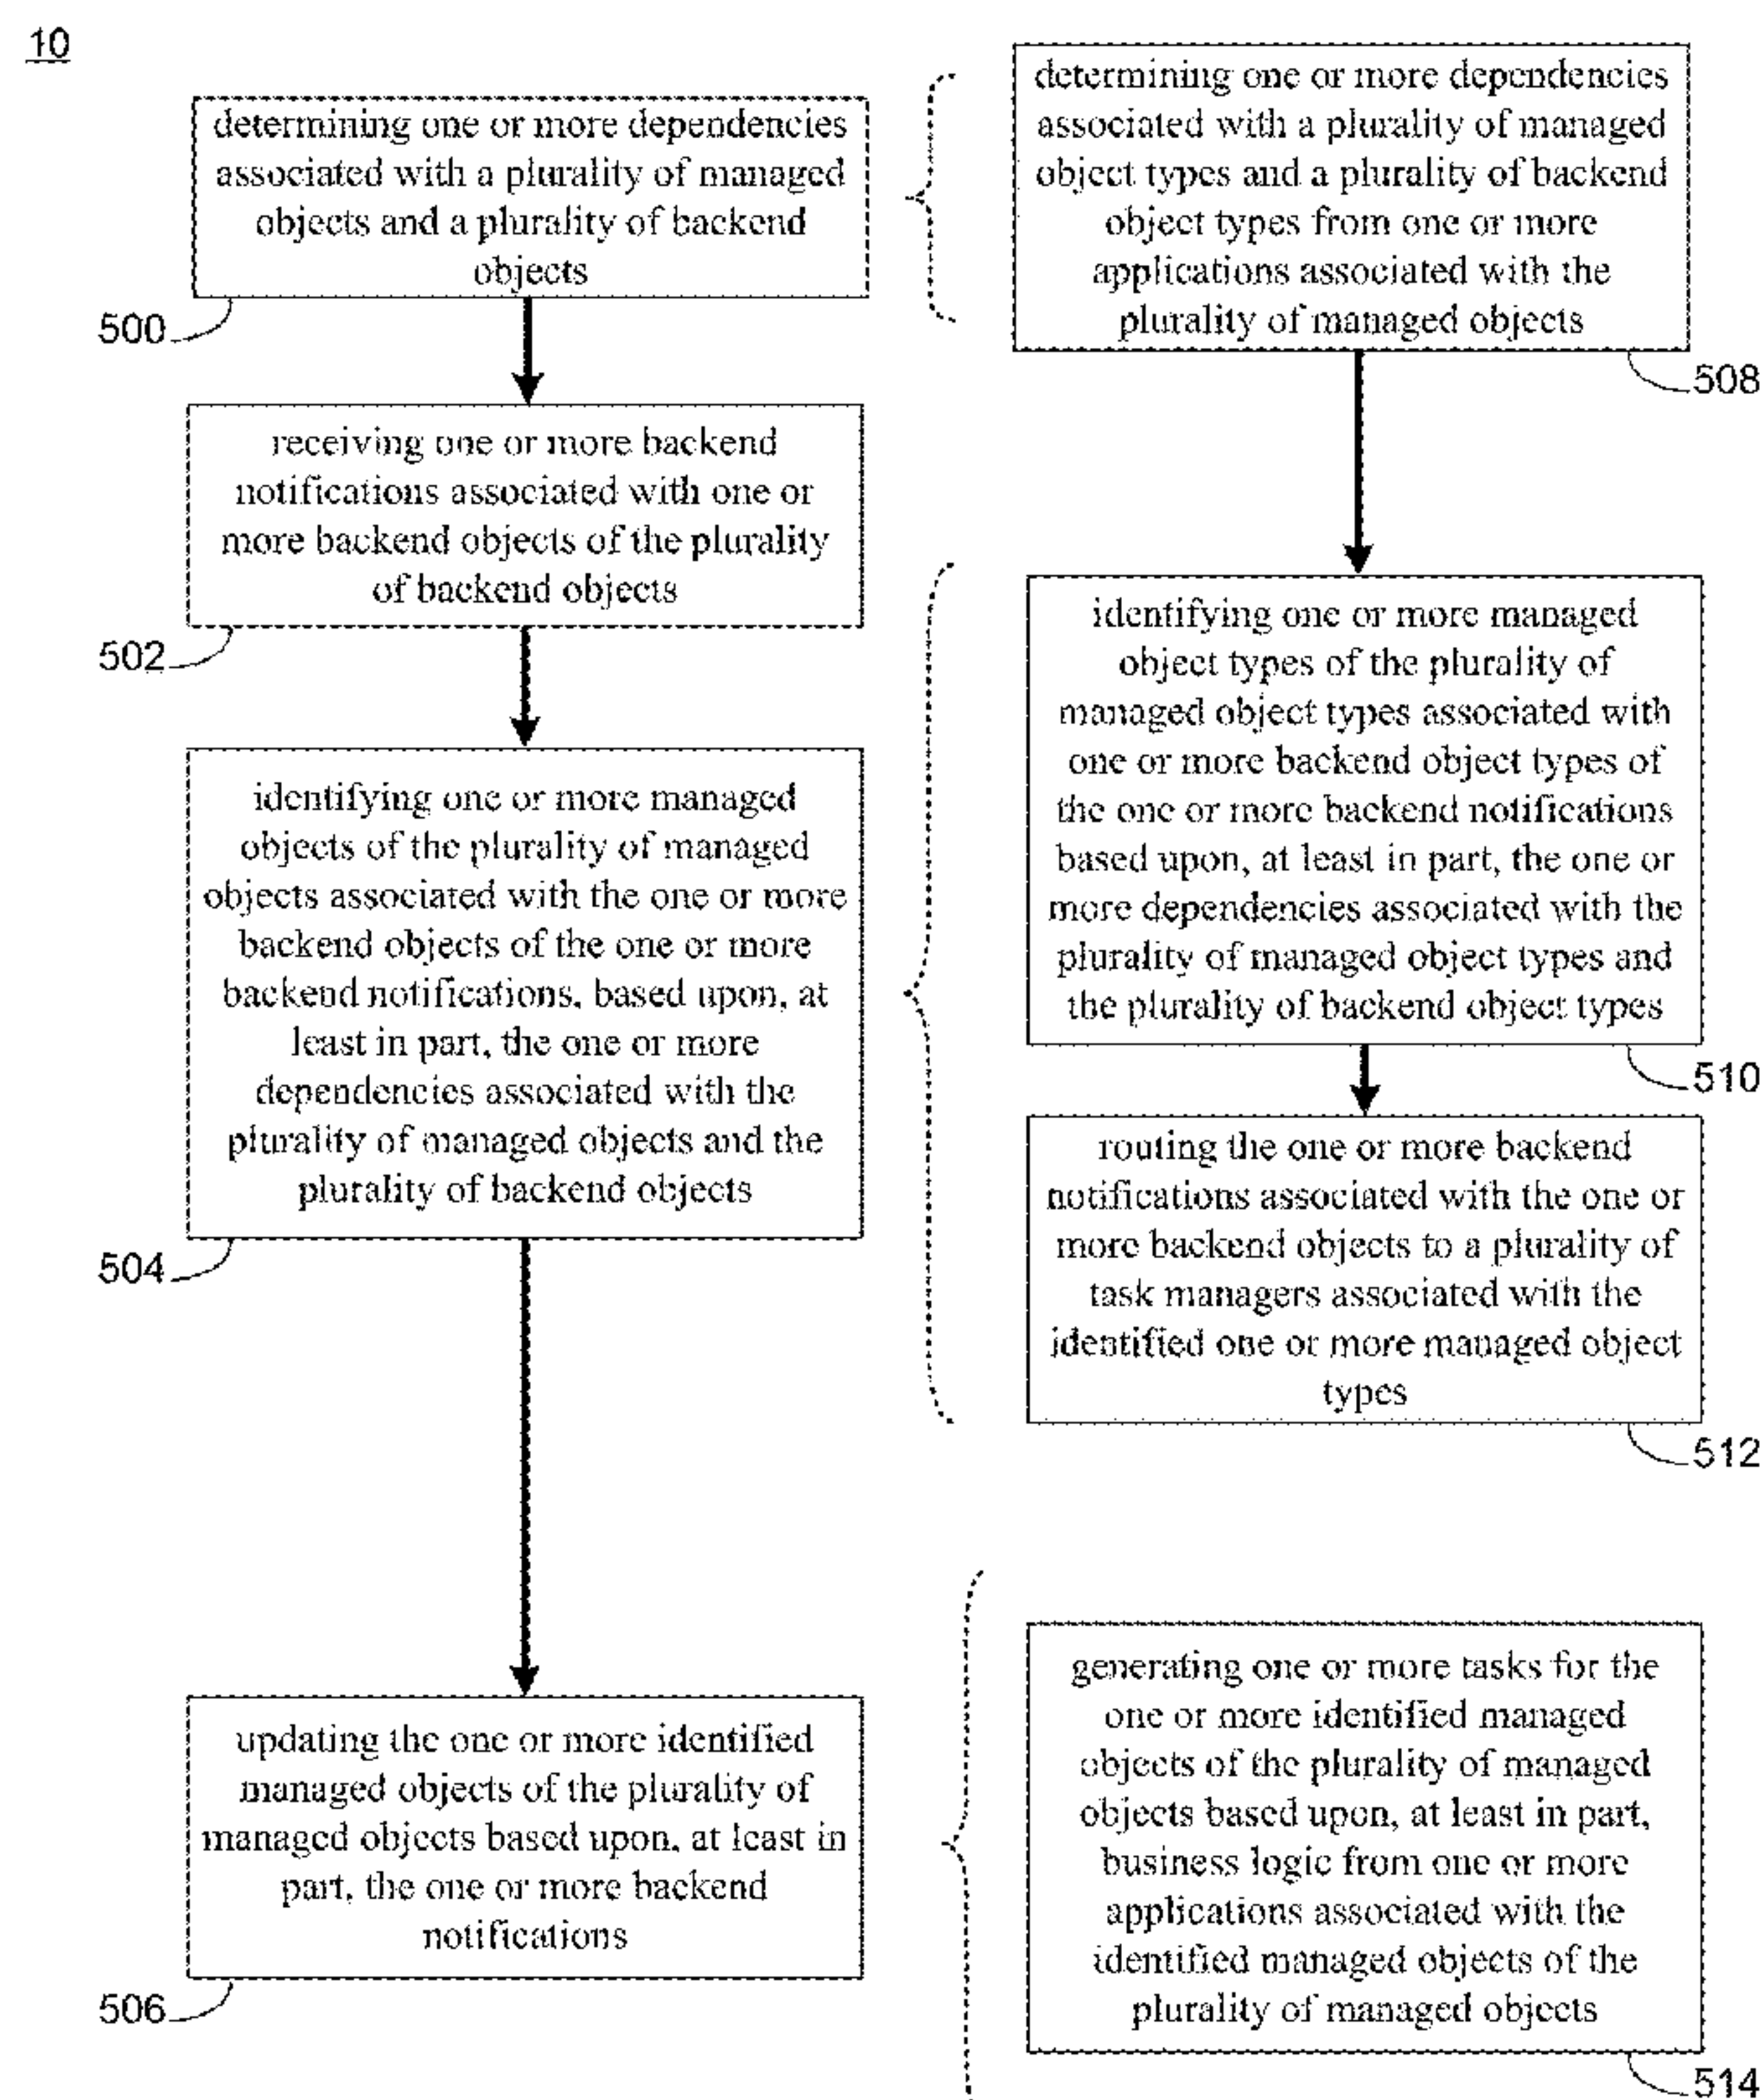 10
determining one or more dependencies
associated with a plurality of managed
objects and a plurality of backend
objects
500
receiving one or more backend
notifications associated with one or
more backend objects of the plurality
of backend objects
502
identifying one or more managed
objects of the plurality of managed
objects associated with the one or more
backend objects of the one or more
backend notifications, based upon, at
least in part, the one or more
dependencies associated with the
plurality of managed objects and the
plurality of backend objects
504
updating the one or more identified
managed objects of the plurality of
managed objects based upon, at least in
part, the one or more backend
notifications
506
determining one or more dependencies
associated with a plurality of managed
object types and a plurality of backend
object types from one or more
applications associated with the
plurality of managed objects
508
identifying one or more managed
object types of the plurality of
managed object types associated with
one or more backend object types of
the one or more backend notifications
based upon, at least in part, the one or
more dependencies associated with the
plurality of managed object types and
the plurality of backend object types
510
routing the one or more backend
notifications associated with the one or
more backend objects to a plurality of
task managers associated with the
identified one or more managed object
types
512
generating one or more tasks for the
one or more identified managed
objects of the plurality of managed
objects based upon, at least in part,
business logic from one or more
applications associated with the
identified managed objects of the
plurality of managed objects
514